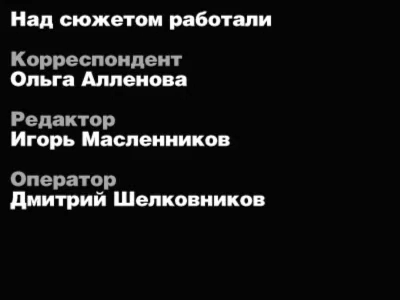 Над сюжетом работали
Корреспондент
Ольга Алленова
Редактор
Игорь Масленников
Оператор
Дмитрий Шелковников